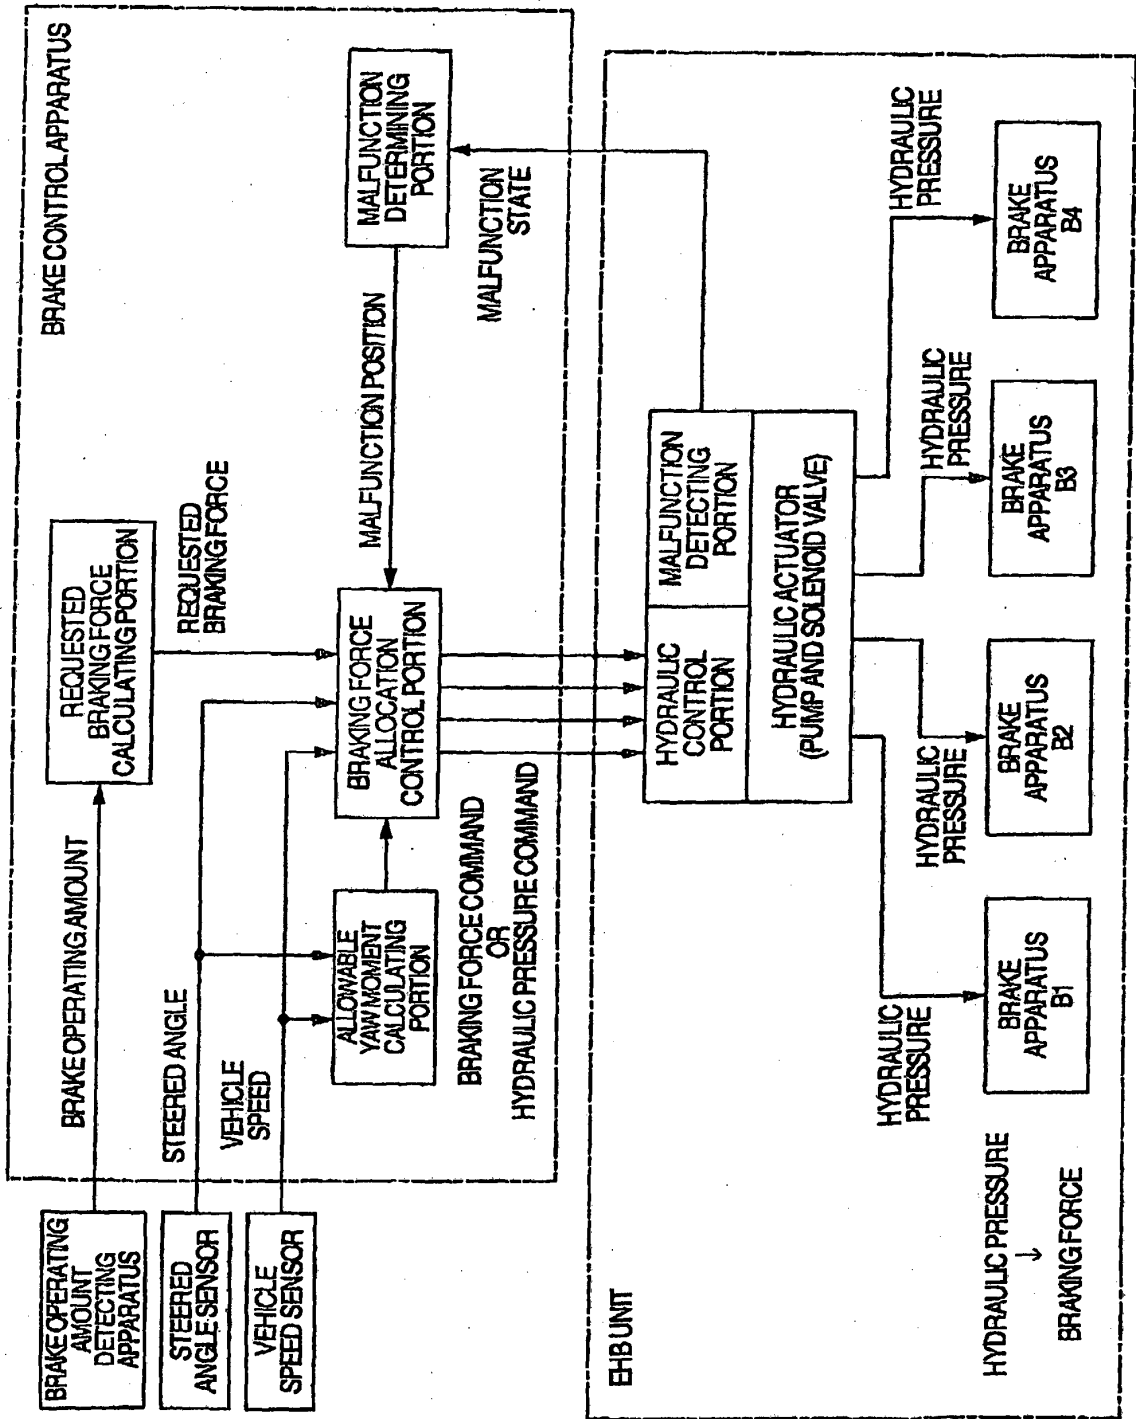 BRAKE CONTROL APPARATUS
BRAKE OPERATING
AMOUNT
DETECTING
APPARATUS
BRAKE OPERATING AMOUNT
REQUESTED
BRAKING FORCE
CALCULATING PORTION
REQUESTED
BRAKING FORCE
STEERED
ANGLE SENSOR
STEERED ANGLE
VEHICLE
SPEED SENSOR
VEHICLE
SPEED
ALLOWABLE
YAW MOMENT
CALCULATING
PORTION
BRAKING FORCE
ALLOCATION
CONTROL PORTION
MALFUNCTION POSITION
MALFUNCTION
DETERMINING
PORTION
MALFUNCTION
STATE
BRAKING FORCE COMMAND
OR
HYDRAULIC PRESSURE COMMAND
EHB UNIT
HYDRAULIC
CONTROL
PORTION
MALFUNCTION
DETECTING
PORTION
HYDRAULIC ACTUATOR
(PUMP AND SOLENOID VALVE)
HYDRAULIC
PRESSURE
HYDRAULIC
PRESSURE
HYDRAULIC
PRESSURE
HYDRAULIC
PRESSURE
BRAKE
APPARATUS
B1
BRAKE
APPARATUS
B2
BRAKE
APPARATUS
B3
BRAKE
APPARATUS
B4
HYDRAULIC PRESSURE
↓
BRAKING FORCE